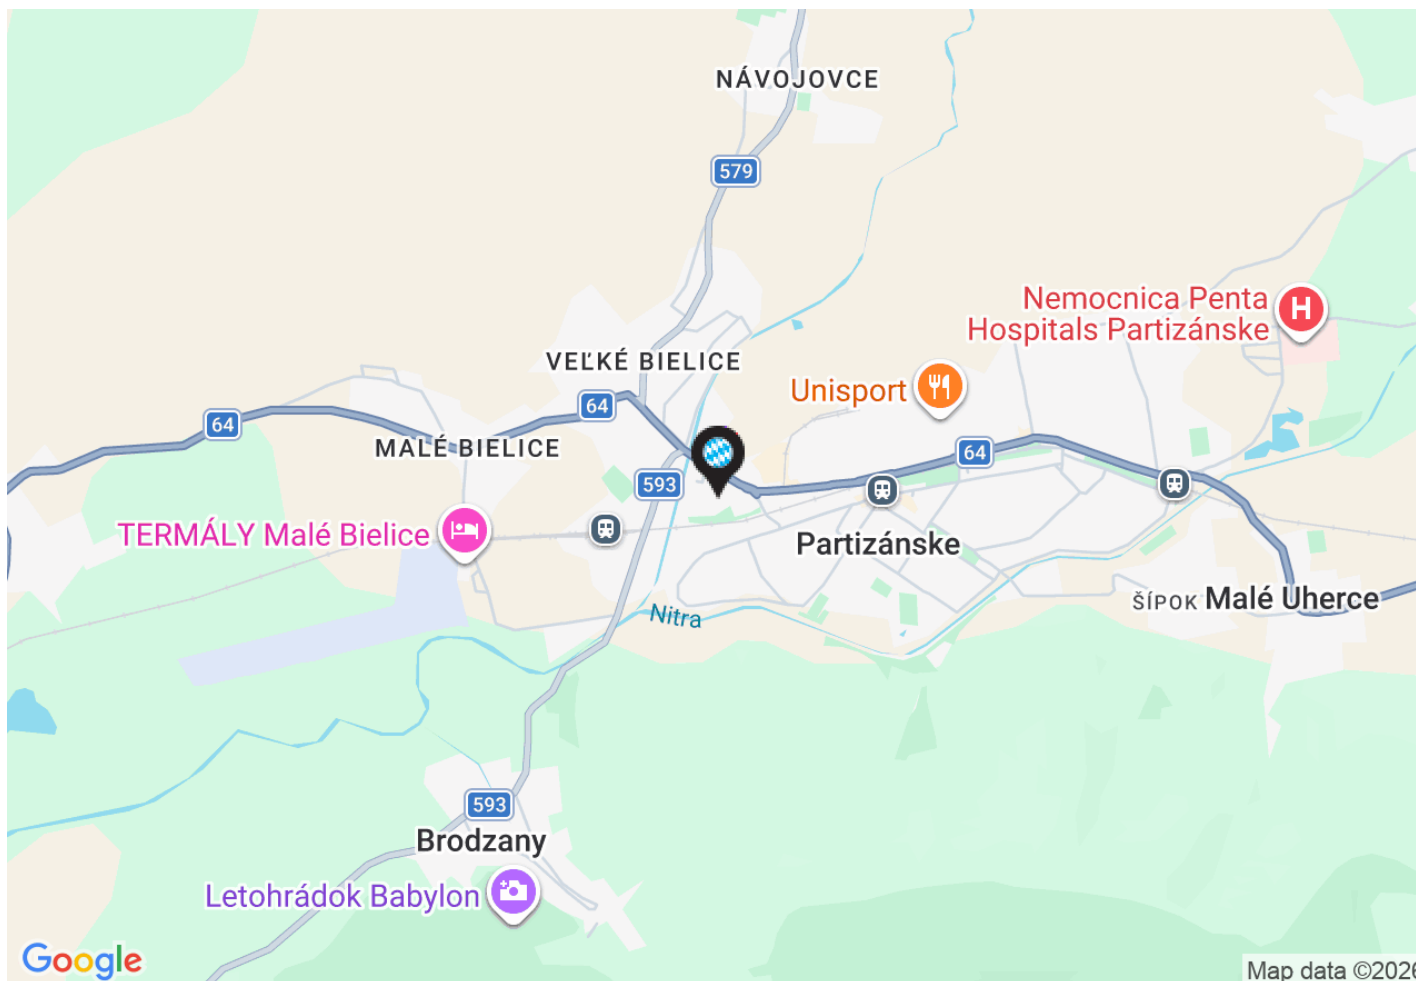 NÁVOJOVCE
579
Nemocnica Penta
Hospitals Partizánske
H
VEĽKÉ BIELICE
Unisport
64
64
MALÉ BIELICE
64
593
TERMÁLY Malé Bielice
Partizánske
Nitra
ŠÍPOK
Malé Uherce
593
Brodzany
Letohrádok Babylon
Google
Map data ©2026